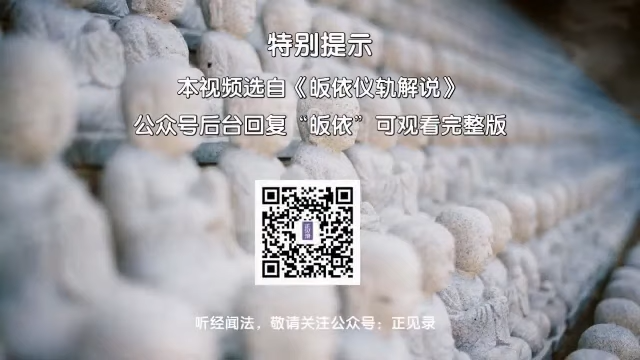 特别提示
本视频选自《皈依仪轨解说》
公众号后台回复“皈依”可观看完整版
听经闻法，敬请关注公众号：正见录